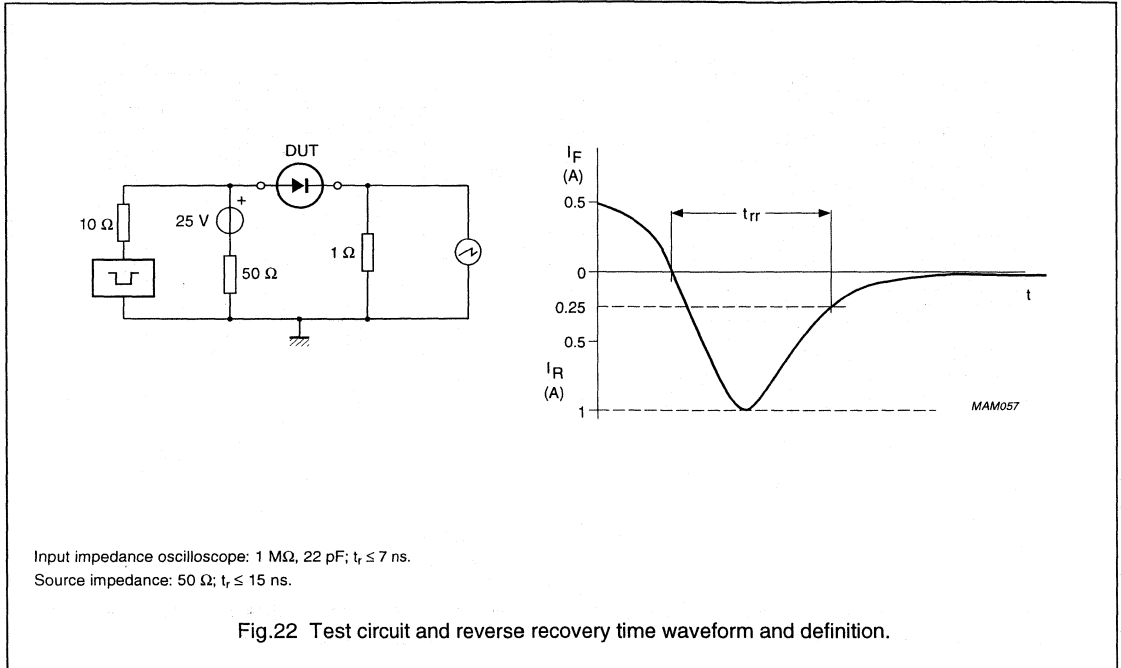 DUT
+
10 Ω
25 V
50 Ω
1 Ω
I_F
(A)
0.5
t_rr
0
t
0.25
0.5
I_R
(A)
1
MAM057
Input impedance oscilloscope: 1 MΩ, 22 pF; t_r ≤ 7 ns.
Source impedance: 50 Ω; t_r ≤ 15 ns.
Fig.22 Test circuit and reverse recovery time waveform and definition.